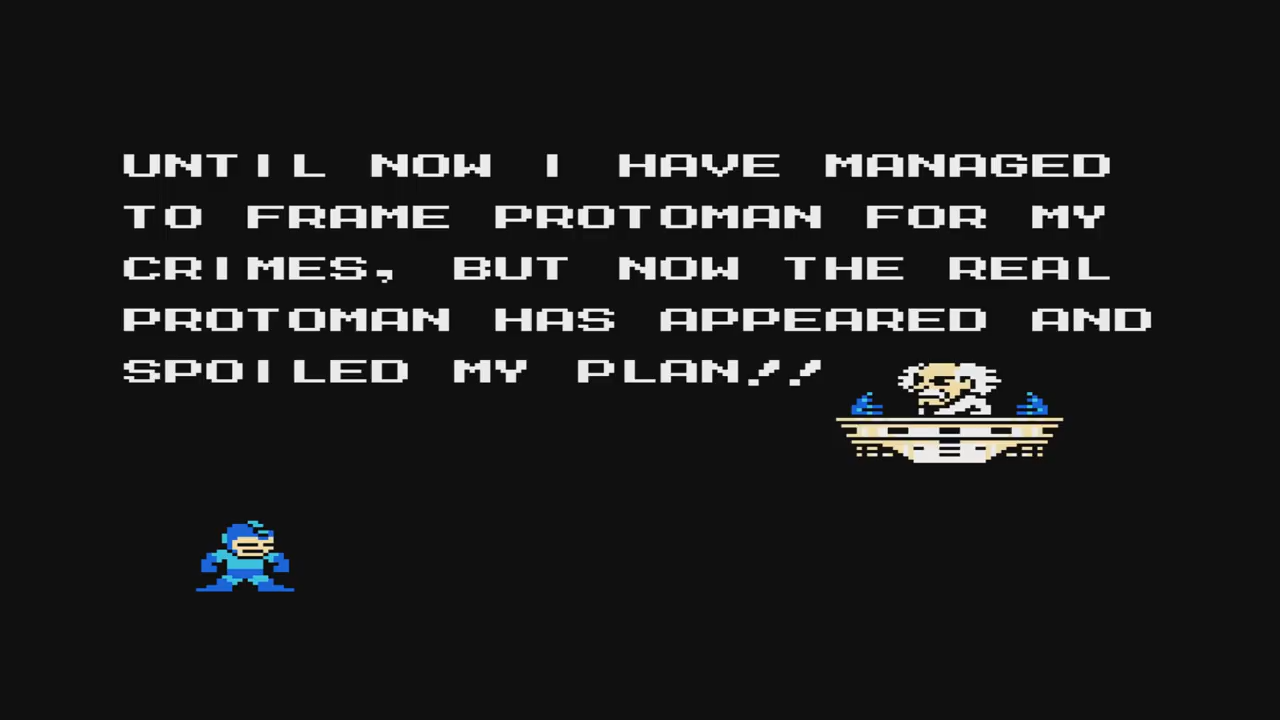 UNTIL NOW I HAVE MANAGED
TO FRAME PROTOMAN FOR MY
CRIMES, BUT NOW THE REAL
PROTOMAN HAS APPEARED AND
SPOILED MY PLAN!!